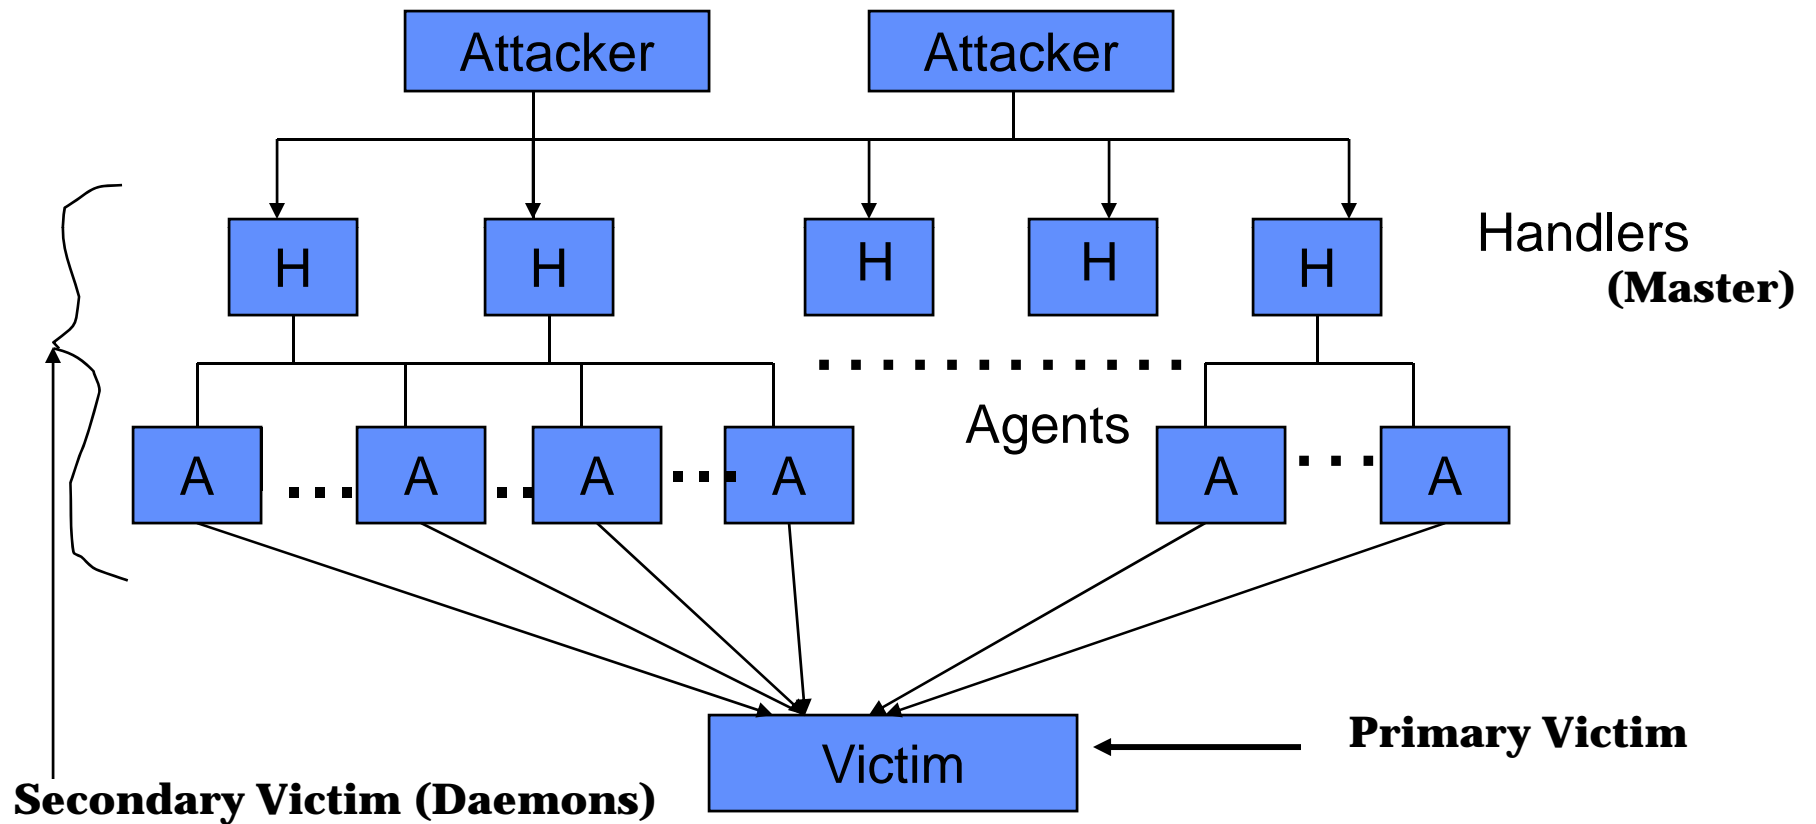 Attacker Attacker
H H H H H Handlers
(Master)
Agents
A A A A A A
Primary Victim
Victim
Secondary Victim (Daemons)